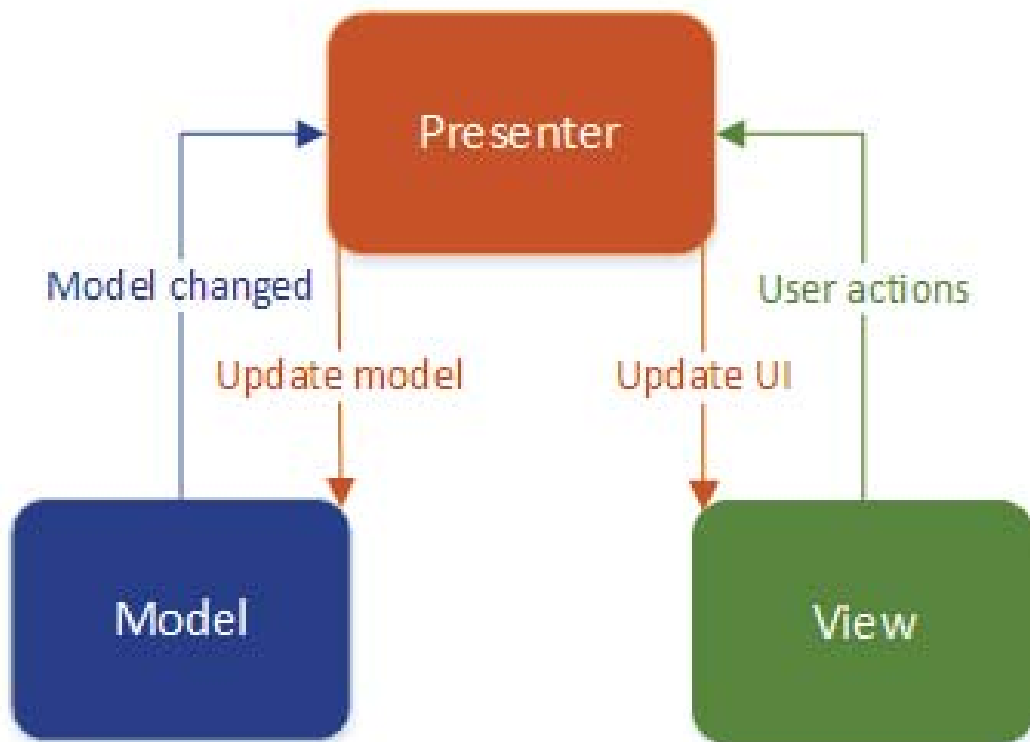 Presenter
Model changed
User actions
Update model
Update UI
Model
View